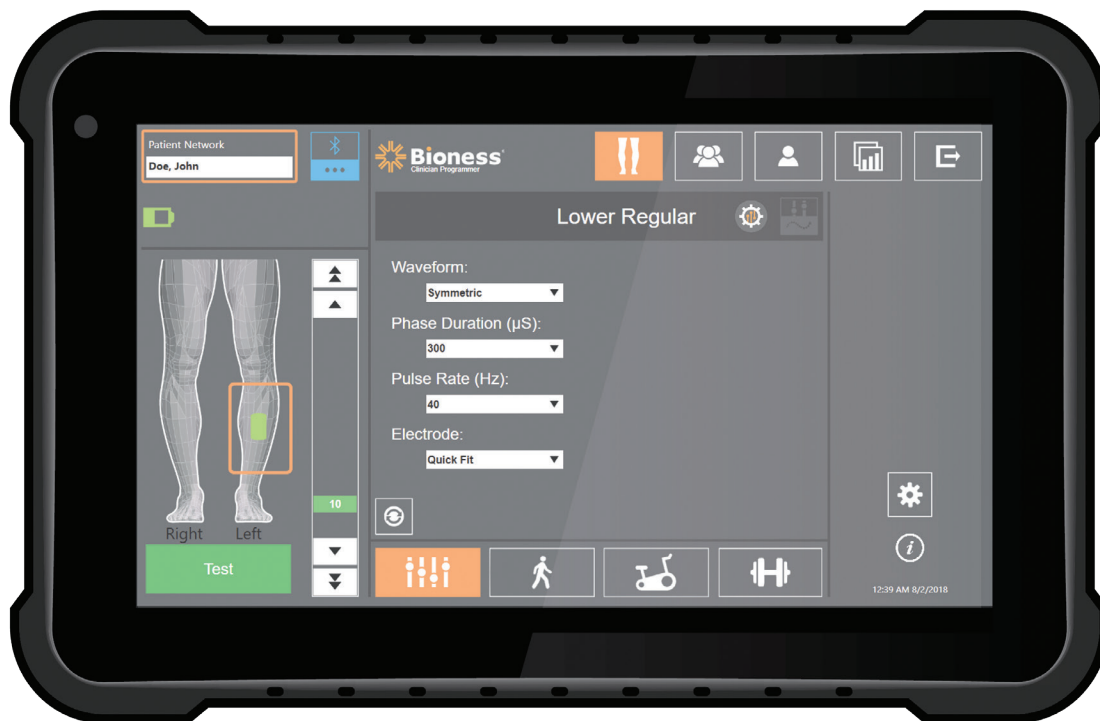 Patient Network
Doe, John
Bioness
Clinician Programmer
Lower Regular
Waveform:
Symmetric
Phase Duration (µS):
300
Pulse Rate (Hz):
40
Electrode:
Quick Fit
10
Right Left
Test
12:39 AM 8/2/2018